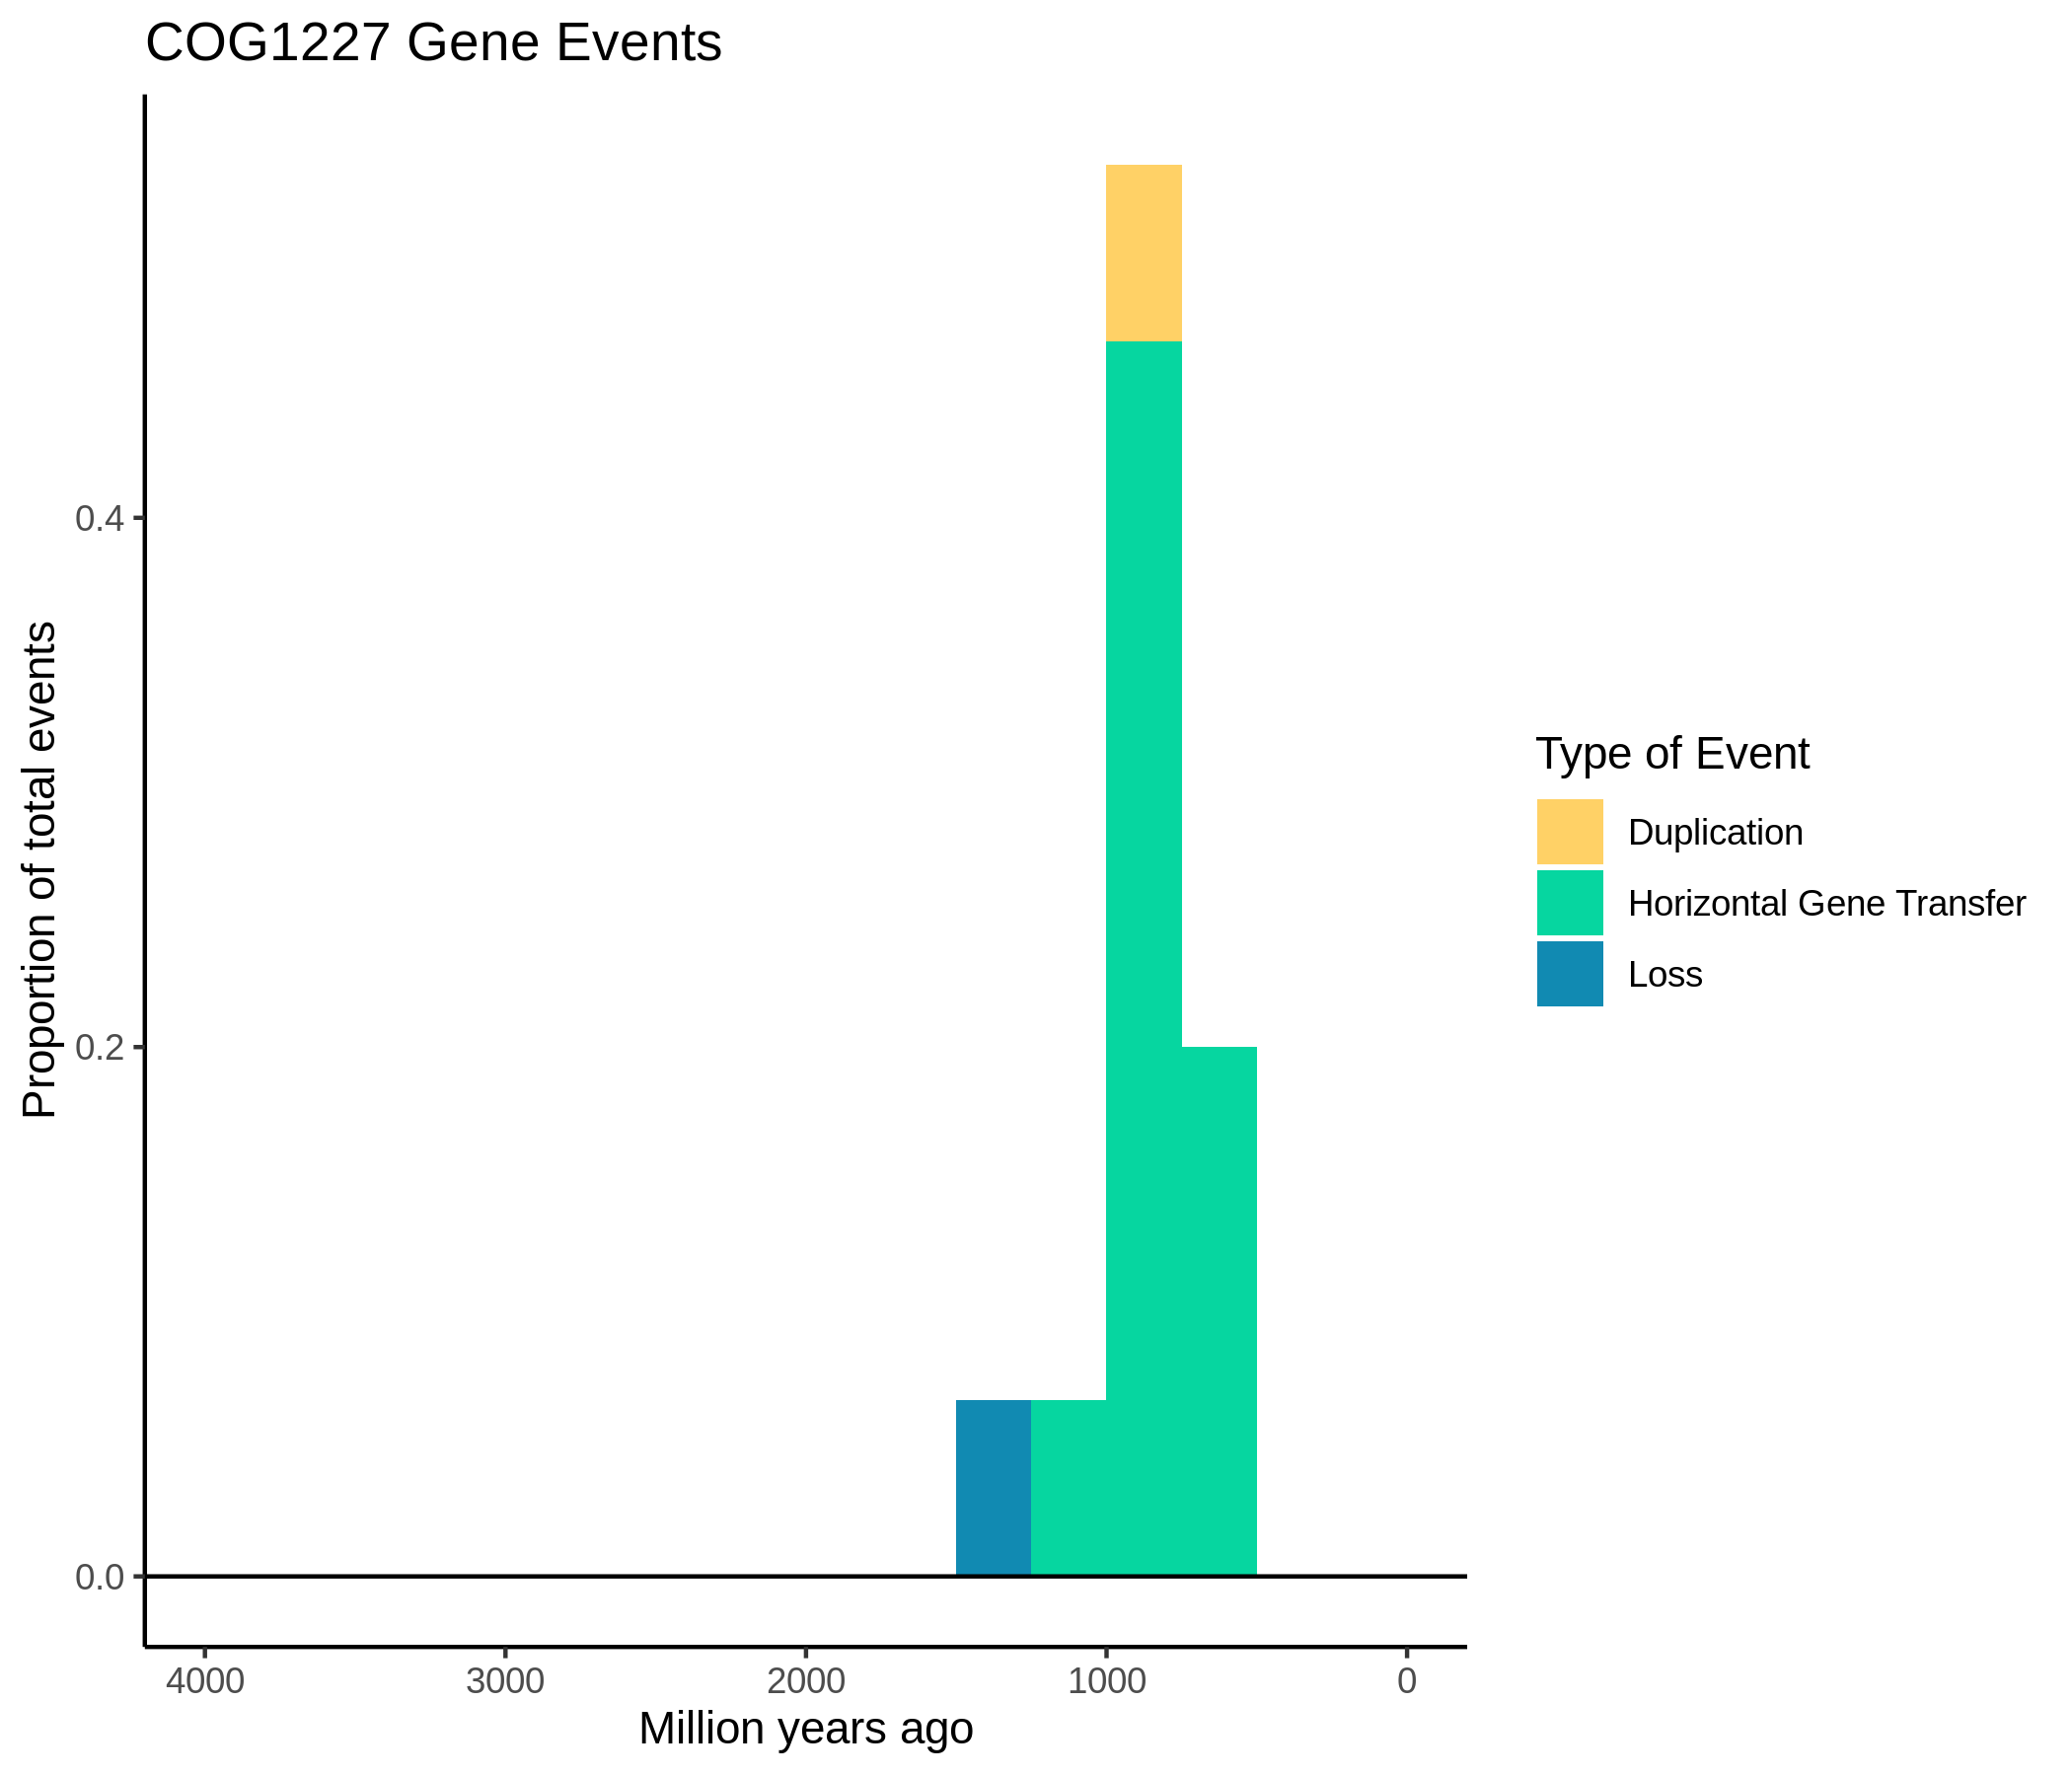 COG1227 Gene Events
Proportion of total events
0.4
0.2
0.0
4000 3000 2000 1000 0
Million years ago
Type of Event
Duplication
Horizontal Gene Transfer
Loss